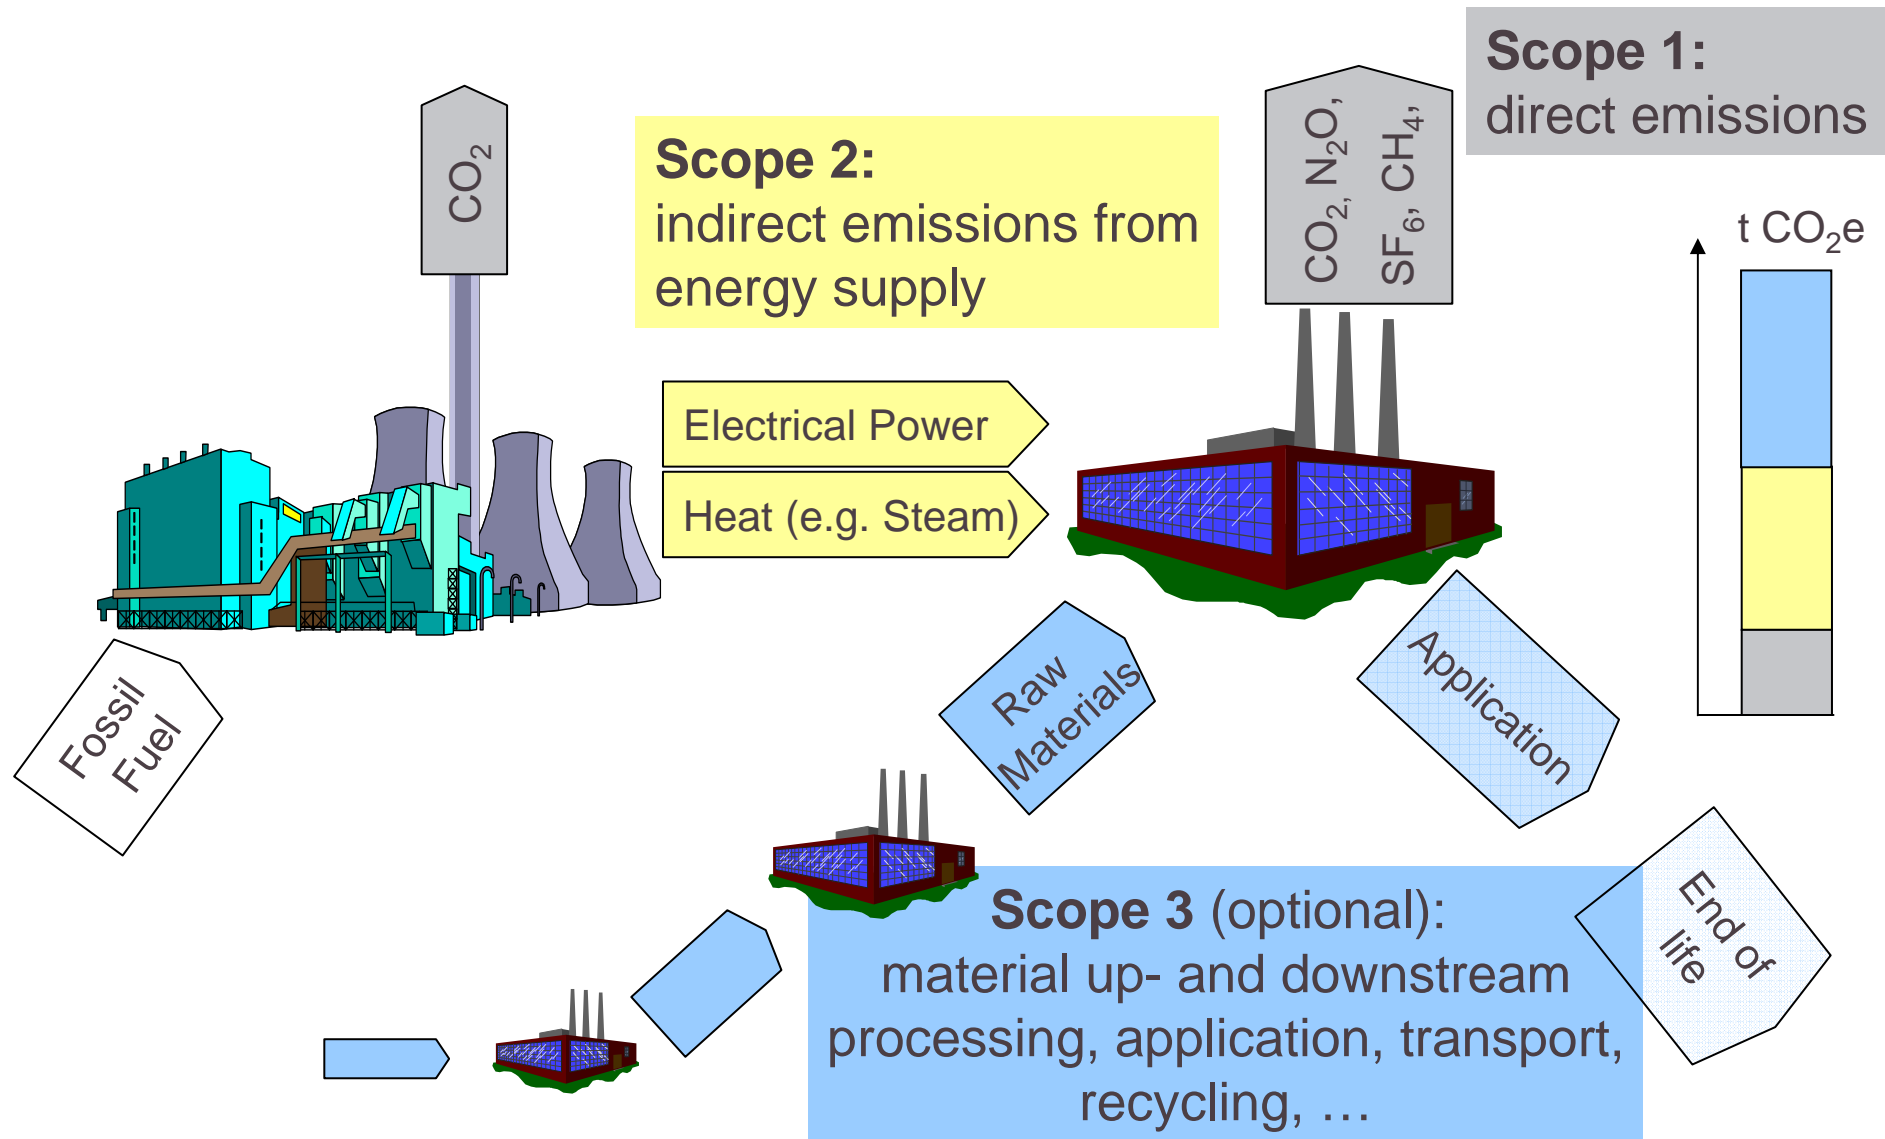 Scope 1:
direct emissions
CO₂
Scope 2:
indirect emissions from
energy supply
CO₂, N₂O,
SF₆, CH₄,
t CO₂e
Electrical Power
Heat (e.g. Steam)
Fossil
Fuel
Raw
Materials
Application
End of
life
Scope 3 (optional):
material up- and downstream
processing, application, transport,
recycling, …